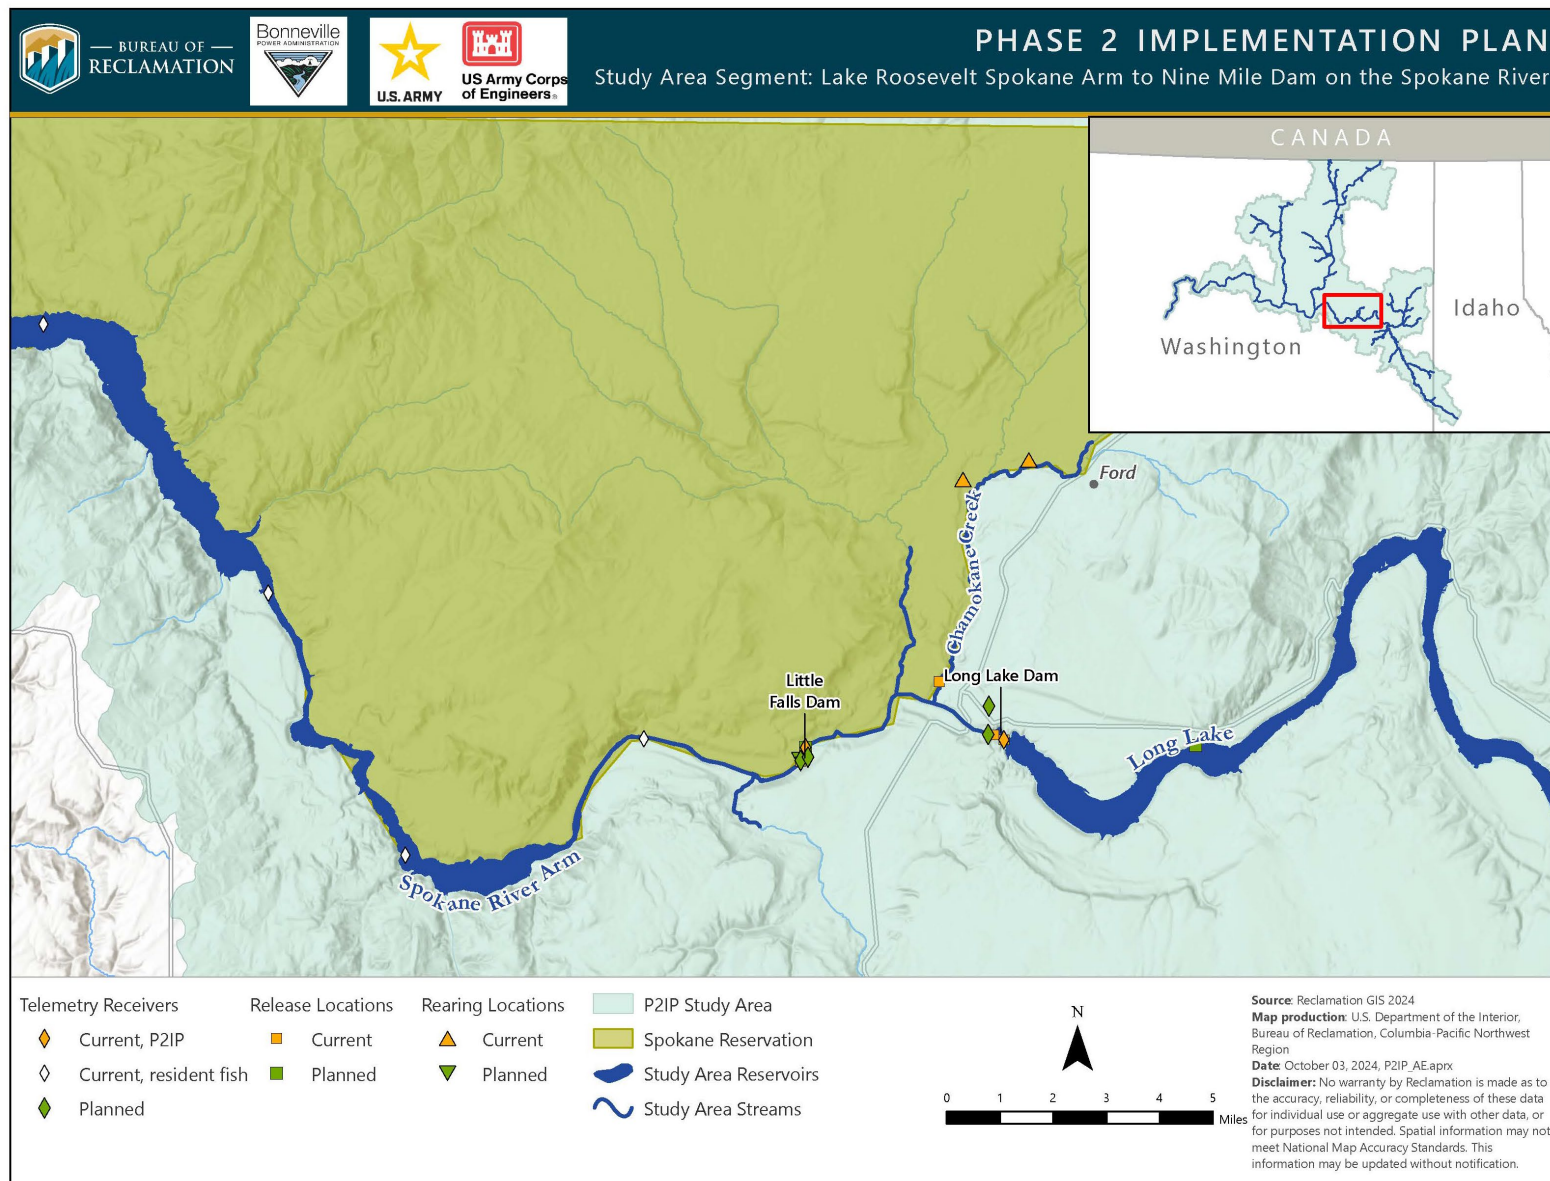 BUREAU OF
RECLAMATION
Bonneville
POWER ADMINISTRATION
U.S. ARMY
US Army Corps
of Engineers®
PHASE 2 IMPLEMENTATION PLAN
Study Area Segment: Lake Roosevelt Spokane Arm to Nine Mile Dam on the Spokane River
CANADA
Washington
Idaho
Ford
Chamokane Creek
Little
Falls Dam
Long Lake Dam
Long Lake
Spokane River Arm
Telemetry Receivers
Current, P2IP
Current, resident fish
Planned
Release Locations
Current
Planned
Rearing Locations
Current
Planned
P2IP Study Area
Spokane Reservation
Study Area Reservoirs
Study Area Streams
N
0 1 2 3 4 5
Miles
Source: Reclamation GIS 2024
Map production: U.S. Department of the Interior,
Bureau of Reclamation, Columbia-Pacific Northwest
Region
Date: October 03, 2024, P2IP_AE.aprx
Disclaimer: No warranty by Reclamation is made as to
the accuracy, reliability, or completeness of these data
for individual use or aggregate use with other data, or
for purposes not intended. Spatial information may not
meet National Map Accuracy Standards. This
information may be updated without notification.